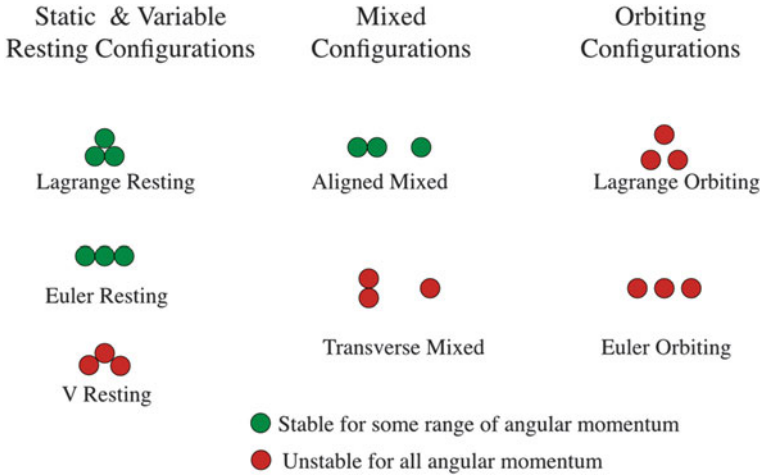 Static & Variable
Resting Configurations
Mixed
Configurations
Orbiting
Configurations
Lagrange Resting
Aligned Mixed
Lagrange Orbiting
Euler Resting
Transverse Mixed
Euler Orbiting
V Resting
Stable for some range of angular momentum
Unstable for all angular momentum